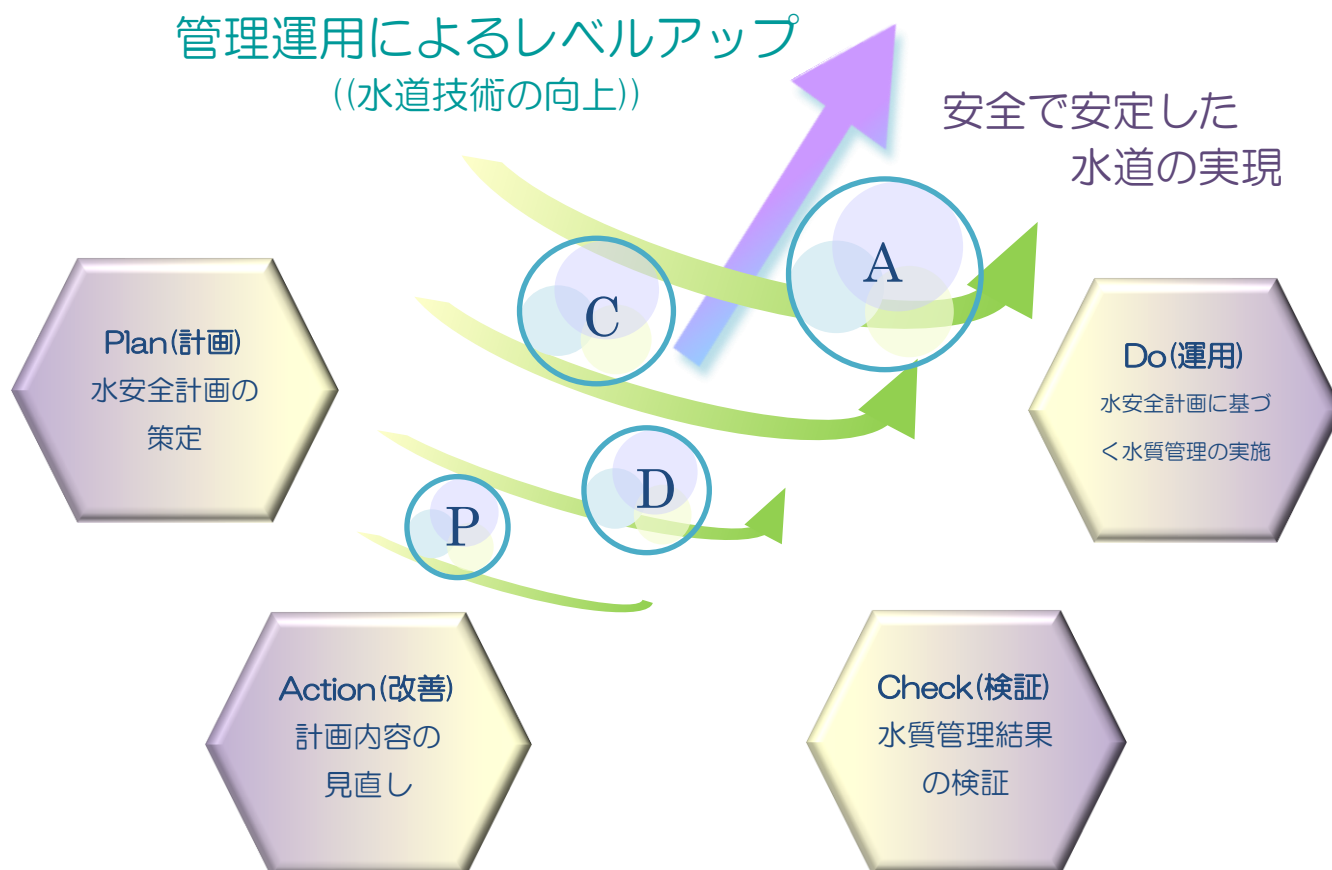 管理運用によるレベルアップ
((水道技術の向上))
安全で安定した
水道の実現
A
C
D
P
Plan(計画)
水安全計画の
策定
Do(運用)
水安全計画に基づ
く水質管理の実施
Action(改善)
計画内容の
見直し
Check(検証)
水質管理結果
の検証